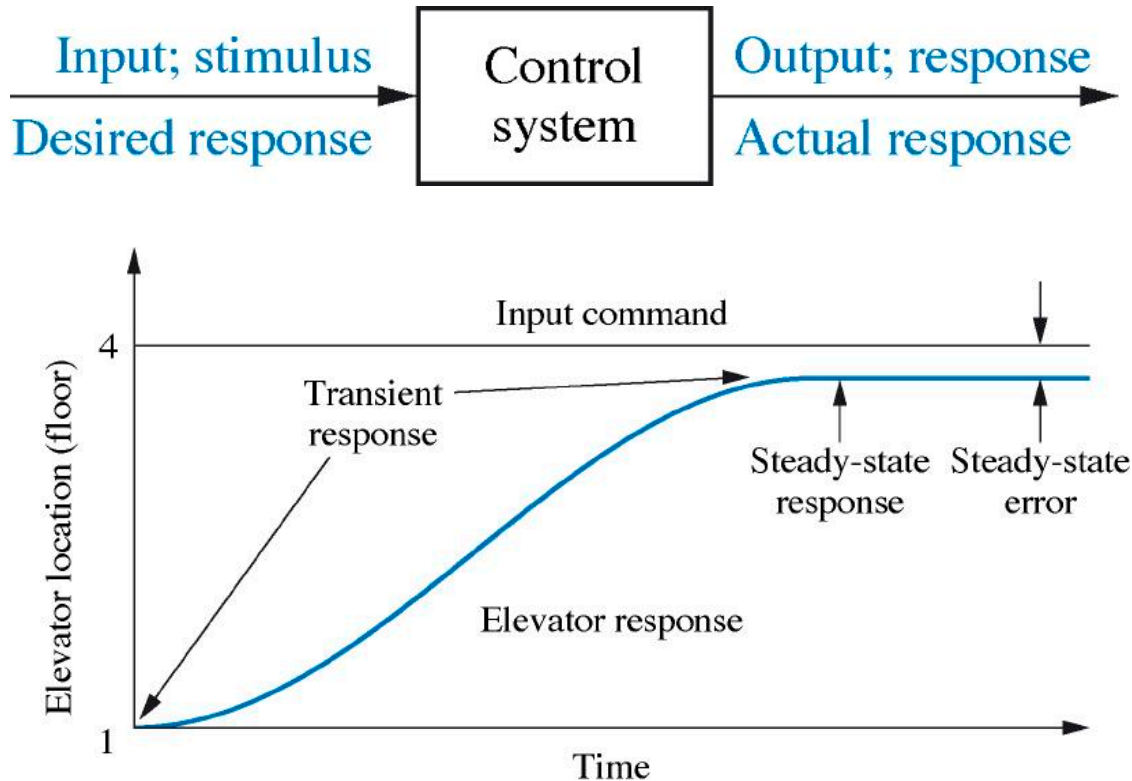 Input; stimulus
Desired response
Control
system
Output; response
Actual response
Input command
4
Transient
response
Steady-state
response
Steady-state
error
Elevator response
Elevator location (floor)
1
Time